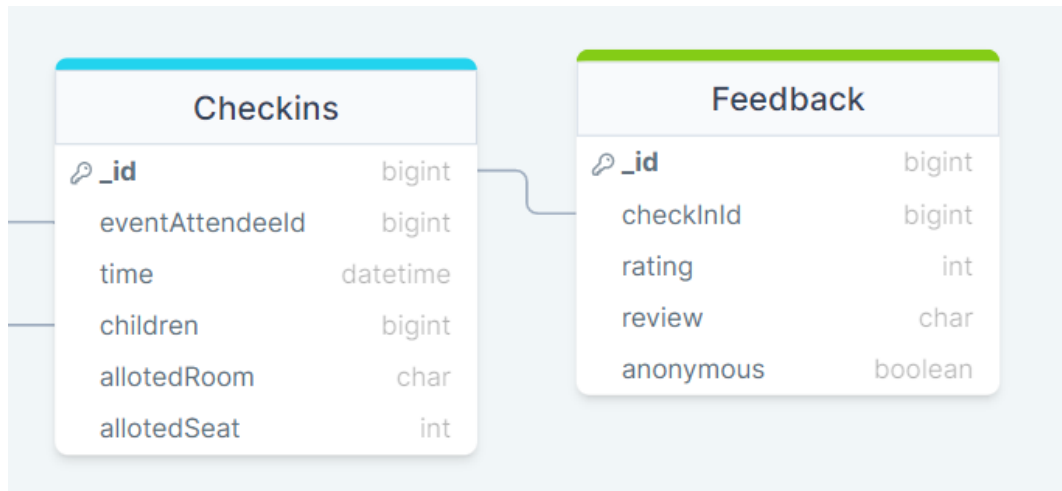 Checkins
_id bigint
eventAttendeeId bigint
time datetime
children bigint
allotedRoom char
allotedSeat int
Feedback
_id bigint
checkInId bigint
rating int
review char
anonymous boolean